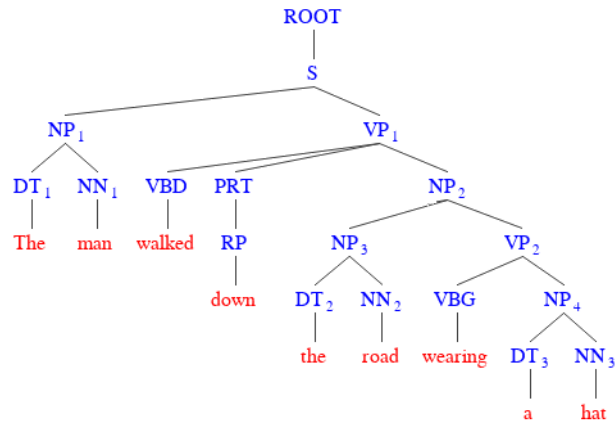 ROOT
S
NP1 VP1
DT1 NN1 VBD PRT NP2
The man walked RP NP3 VP2
down DT2 NN2 VBG NP4
the road wearing DT3 NN3
a hat